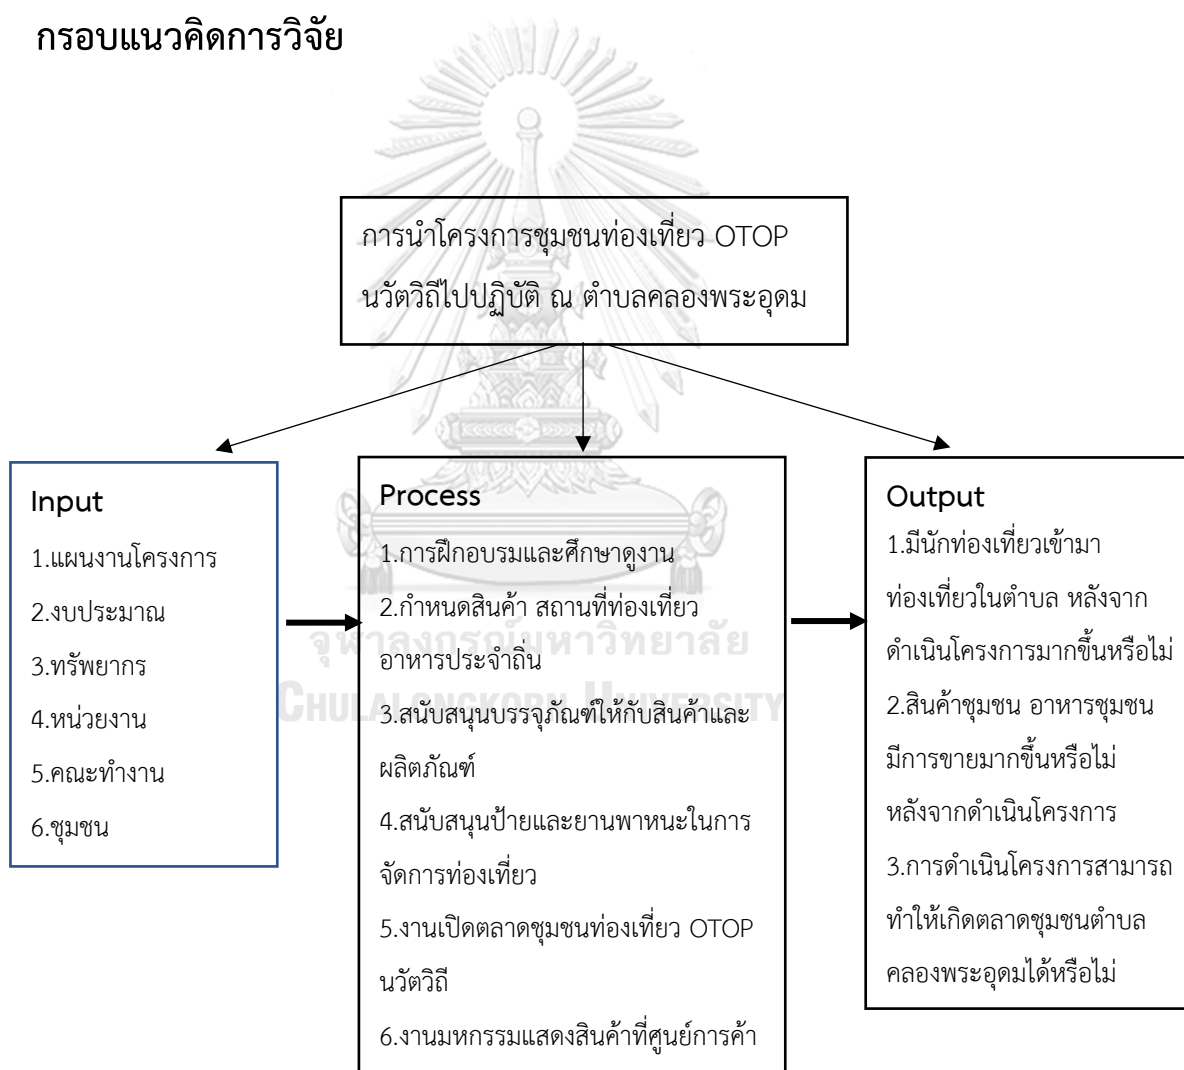 กรอบแนวคิดการวิจัย
การนำโครงการชุมชนท่องเที่ยว OTOP
นวัตวิถีไปปฏิบัติ ณ ตำบลคลองพระอุดม
Input
1.แผนงานโครงการ
2.งบประมาณ
3.ทรัพยากร
4.หน่วยงาน
5.คณะทำงาน
6.ชุมชน
Process
1.การฝึกอบรมและศึกษาดูงาน
2.กำหนดสินค้า สถานที่ท่องเที่ยว
อาหารประจำถิ่น
3.สนับสนุนบรรจุภัณฑ์ให้กับสินค้าและ
ผลิตภัณฑ์
4.สนับสนุนป้ายและยานพาหนะในการ
จัดการท่องเที่ยว
5.งานเปิดตลาดชุมชนท่องเที่ยว OTOP
นวัตวิถี
6.งานมหกรรมแสดงสินค้าที่ศูนย์การค้า
Output
1.มีนักท่องเที่ยวเข้ามา
ท่องเที่ยวในตำบล หลังจาก
ดำเนินโครงการมากขึ้นหรือไม่
2.สินค้าชุมชน อาหารชุมชน
มีการขายมากขึ้นหรือไม่
หลังจากดำเนินโครงการ
3.การดำเนินโครงการสามารถ
ทำให้เกิดตลาดชุมชนตำบล
คลองพระอุดมได้หรือไม่
จุฬาลงกรณ์มหาวิทยาลัย
CHULALONGKORN UNIVERSITY